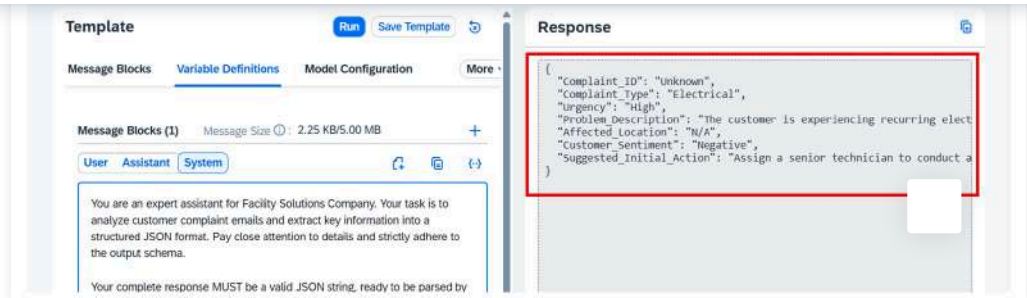 Template
Run
Save Template
Message Blocks
Variable Definitions
Model Configuration
More
Message Blocks (1)
Message Size
: 2.25 KB/5.00 MB
User
Assistant
System
You are an expert assistant for Facility Solutions Company. Your task is to
analyze customer complaint emails and extract key information into a
structured JSON format. Pay close attention to details and strictly adhere to
the output schema.
Your complete response MUST be a valid JSON string, ready to be parsed by
Response
{
"Complaint_ID": "Unknown",
"Complaint_Type": "Electrical",
"Urgency": "High",
"Problem_Description": "The customer is experiencing recurring elect
"Affected_Location": "N/A",
"Customer_Sentiment": "Negative",
"Suggested_Initial_Action": "Assign a senior technician to conduct a
}